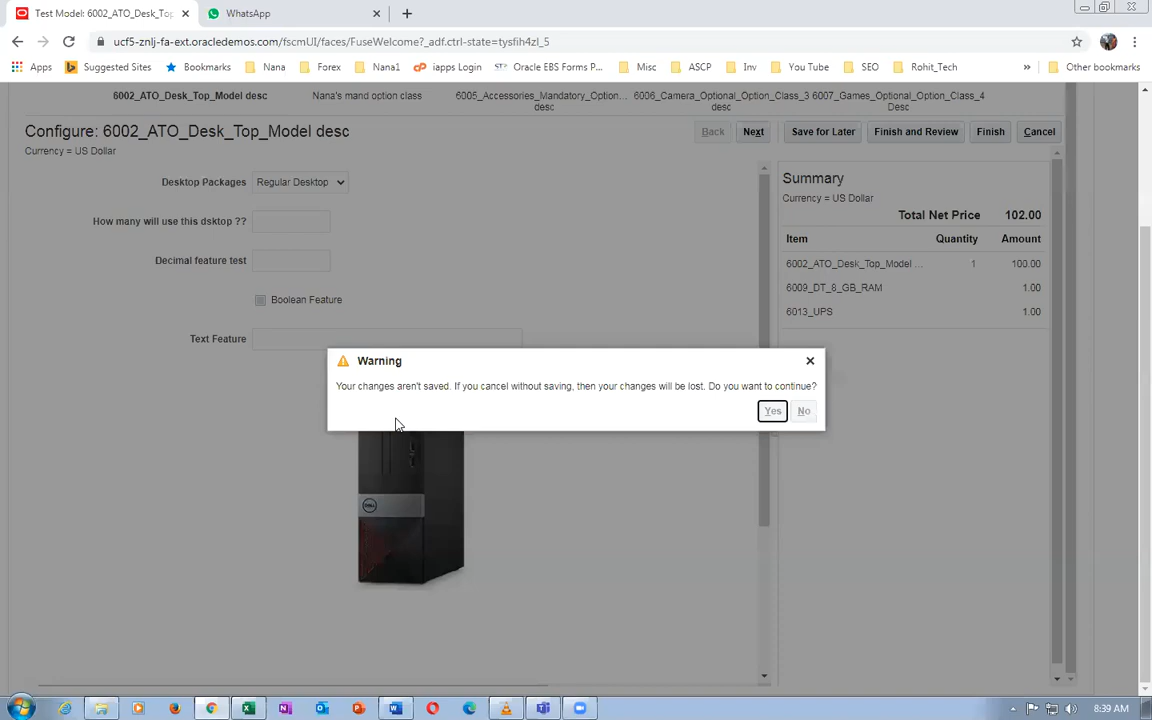 Test Model: 6002_ATO_Desk_Top_
WhatsApp
ucf5-znlj-fa-ext.oracledemos.com/fscmUI/faces/FuseWelcome?_adf.ctrl-state=tysfih4zl_5
Apps Suggested Sites Bookmarks Nana Forex Nana1 iapps Login Oracle EBS Forms P... Misc ASCP Inv You Tube SEO Rohit_Tech » Other bookmarks
6002_ATO_Desk_Top_Model desc
Nana's mand option class
6005_Accessories_Mandatory_Option...
desc
6006_Camera_Optional_Option_Class_3
desc
6007_Games_Optional_Option_Class_4
Desc
Configure: 6002_ATO_Desk_Top_Model desc
Back Next Save for Later Finish and Review Finish Cancel
Currency = US Dollar
Desktop Packages Regular Desktop
How many will use this dsktop ??
Decimal feature test
Boolean Feature
Text Feature
Summary
Currency = US Dollar
Total Net Price 102.00
Item Quantity Amount
6002_ATO_Desk_Top_Model ... 1 100.00
6009_DT_8_GB_RAM 1.00
6013_UPS 1.00
Warning
Your changes aren't saved. If you cancel without saving, then your changes will be lost. Do you want to continue?
Yes No
DELL
8:39 AM